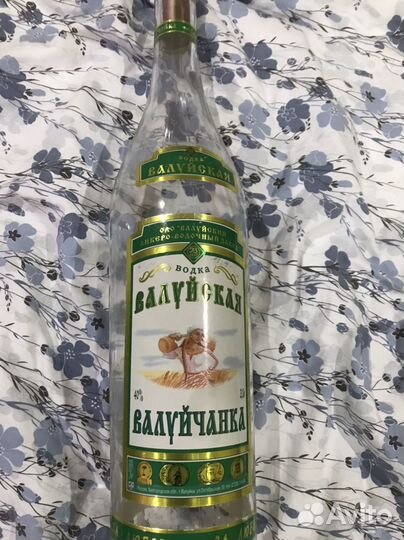 водка
ВАЛУЙСКАЯ
ОАО "ВАЛУЙСКИЙ
ЛИКЕРО-ВОДОЧНЫЙ ЗАВОД"
ВОДКА
ВАЛУЙСКАЯ
40%
ВАЛУЙЧАНКА
Avito